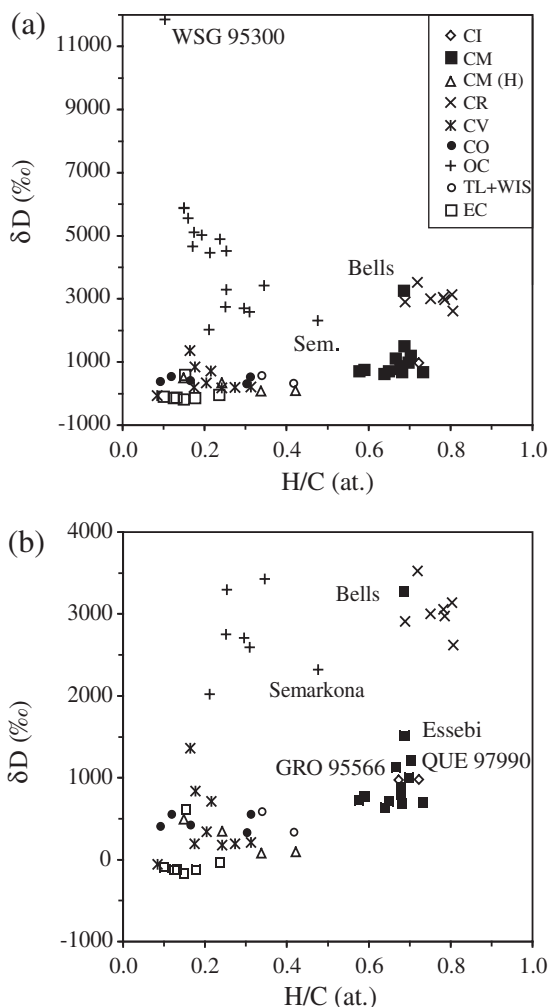 (a)
11000
9000
7000
5000
3000
1000
-1000
δD (‰)
WSG 95300
CI
CM
CM (H)
CR
CV
CO
OC
TL+WIS
EC
Bells
Sem.
0.0 0.2 0.4 0.6 0.8 1.0
H/C (at.)
(b)
4000
3000
2000
1000
0
-1000
δD (‰)
Bells
Semarkona
Essebi
GRO 95566
QUE 97990
0.0 0.2 0.4 0.6 0.8 1.0
H/C (at.)